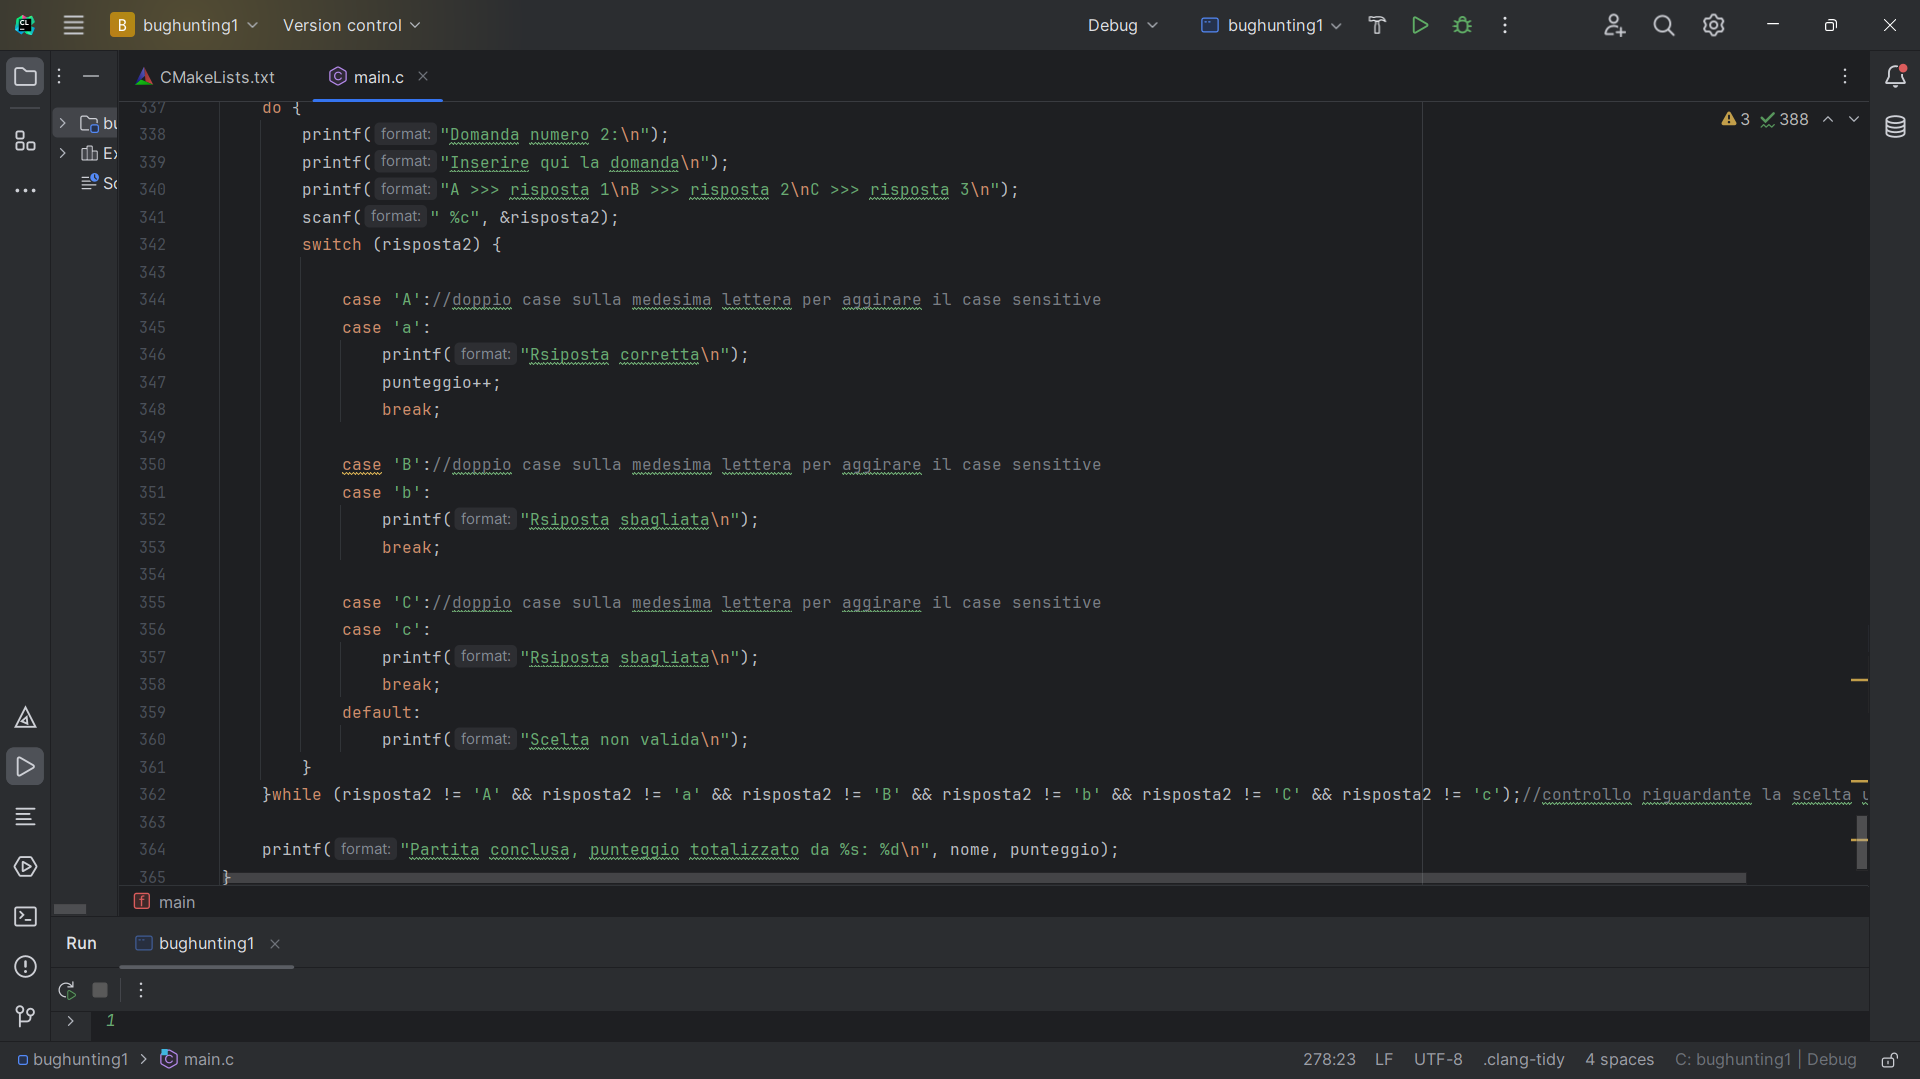 B bughunting1 Version control Debug bughunting1
CMakeLists.txt main.c
3 388
337 do {
338 printf( format: "Domanda numero 2:\n");
339 printf( format: "Inserire qui la domanda\n");
340 printf( format: "A >>> risposta 1\nB >>> risposta 2\nC >>> risposta 3\n");
341 scanf( format: " %c", &risposta2);
342 switch (risposta2) {
343
344 case 'A'://doppio case sulla medesima lettera per aggirare il case sensitive
345 case 'a':
346 printf( format: "Rsiposta corretta\n");
347 punteggio++;
348 break;
349
350 case 'B'://doppio case sulla medesima lettera per aggirare il case sensitive
351 case 'b':
352 printf( format: "Rsiposta sbagliata\n");
353 break;
354
355 case 'C'://doppio case sulla medesima lettera per aggirare il case sensitive
356 case 'c':
357 printf( format: "Rsiposta sbagliata\n");
358 break;
359 default:
360 printf( format: "Scelta non valida\n");
361 }
362 }while (risposta2 != 'A' && risposta2 != 'a' && risposta2 != 'B' && risposta2 != 'b' && risposta2 != 'C' && risposta2 != 'c');//controllo riguardante la scelta
363
364 printf( format: "Partita conclusa, punteggio totalizzato da %s: %d\n", nome, punteggio);
365 }
bu
Ex
Sc
f main
Run bughunting1
1
bughunting1 > main.c 278:23 LF UTF-8 .clang-tidy 4 spaces C: bughunting1 | Debug